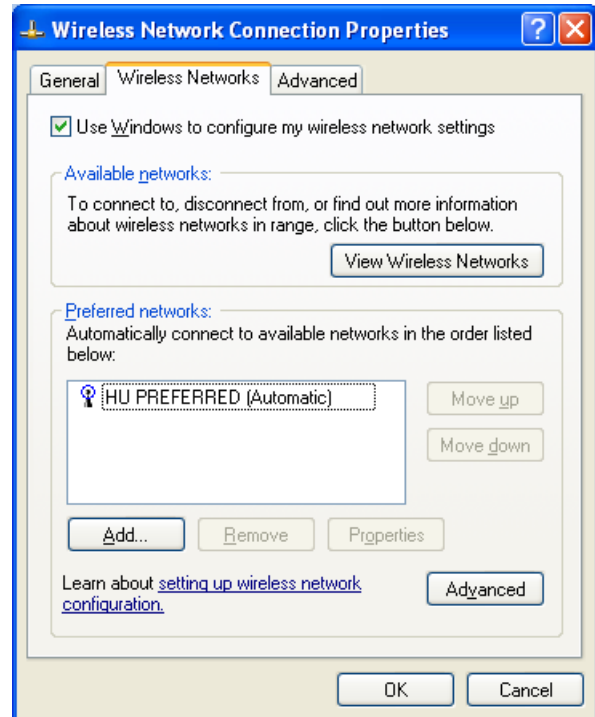 Wireless Network Connection Properties
General Wireless Networks Advanced
Use Windows to configure my wireless network settings
Available networks:
To connect to, disconnect from, or find out more information
about wireless networks in range, click the button below.
View Wireless Networks
Preferred networks:
Automatically connect to available networks in the order listed
below:
HU PREFERRED (Automatic)
Move up
Move down
Add... Remove Properties
Learn about setting up wireless network
configuration.
Advanced
OK Cancel